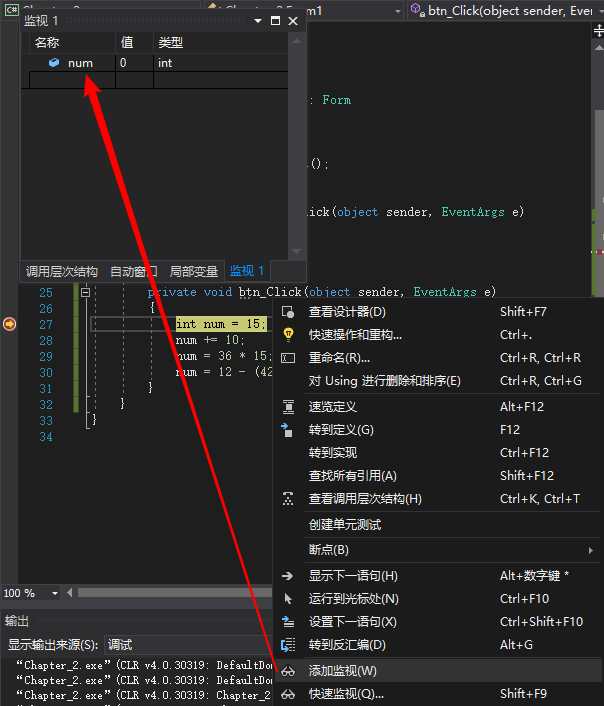 监视 1
m1
btn_Click(object sender, Even
名称 值 类型
num 0 int
: Form
();
lick(object sender, EventArgs e)
调用层次结构 自动窗口 局部变量 监视 1
25 private void btn_Click(object sender, EventArgs e)
26 {
27 int num = 15;
28 num += 10;
29 num = 36 * 15;
30 num = 12 - (42
31 }
32 }
33 }
34
查看设计器(D) Shift+F7
快速操作和重构... Ctrl+.
重命名(R)... Ctrl+R, Ctrl+R
对 Using 进行删除和排序(E) Ctrl+R, Ctrl+G
速览定义 Alt+F12
转到定义(G) F12
转到实现 Ctrl+F12
查找所有引用(A) Shift+F12
查看调用层次结构(H) Ctrl+K, Ctrl+T
创建单元测试
断点(B)
显示下一语句(H) Alt+数字键 *
运行到光标处(N) Ctrl+F10
设置下一语句(X) Ctrl+Shift+F10
转到反汇编(D) Alt+G
添加监视(W)
快速监视(Q)... Shift+F9
100 %
输出
显示输出来源(S): 调试
“Chapter_2.exe”(CLR v4.0.30319: DefaultDom
“Chapter_2.exe”(CLR v4.0.30319: DefaultDom
“Chapter_2.exe”(CLR v4.0.30319: Chapter_2.